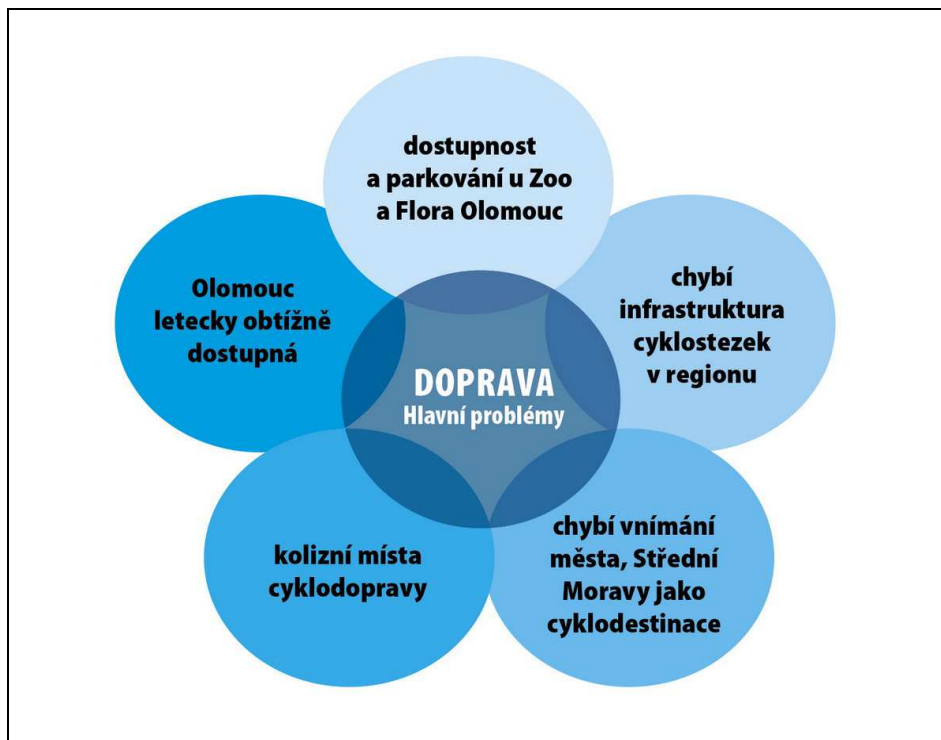 dostupnost
a parkování u Zoo
a Flora Olomouc
Olomouc
letecky obtížně
dostupná
chybí
infrastruktura
cyklostezek
v regionu
DOPRAVA
Hlavní problémy
kolizní místa
cyklodopravy
chybí vnímání
města, Střední
Moravy jako
cyklodestinace